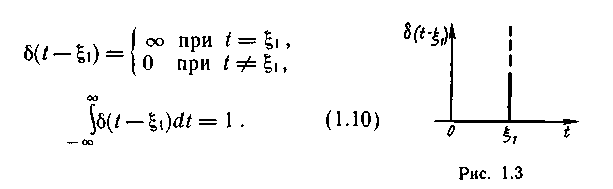 δ(t−ξ₁) = { ∞ при t = ξ₁,
0 при t ≠ ξ₁,
∞
∫ δ(t−ξ₁)dt = 1 . (1.10)
−∞
δ(t-ξ₁)
0 ξ₁ t
Рис. 1.3